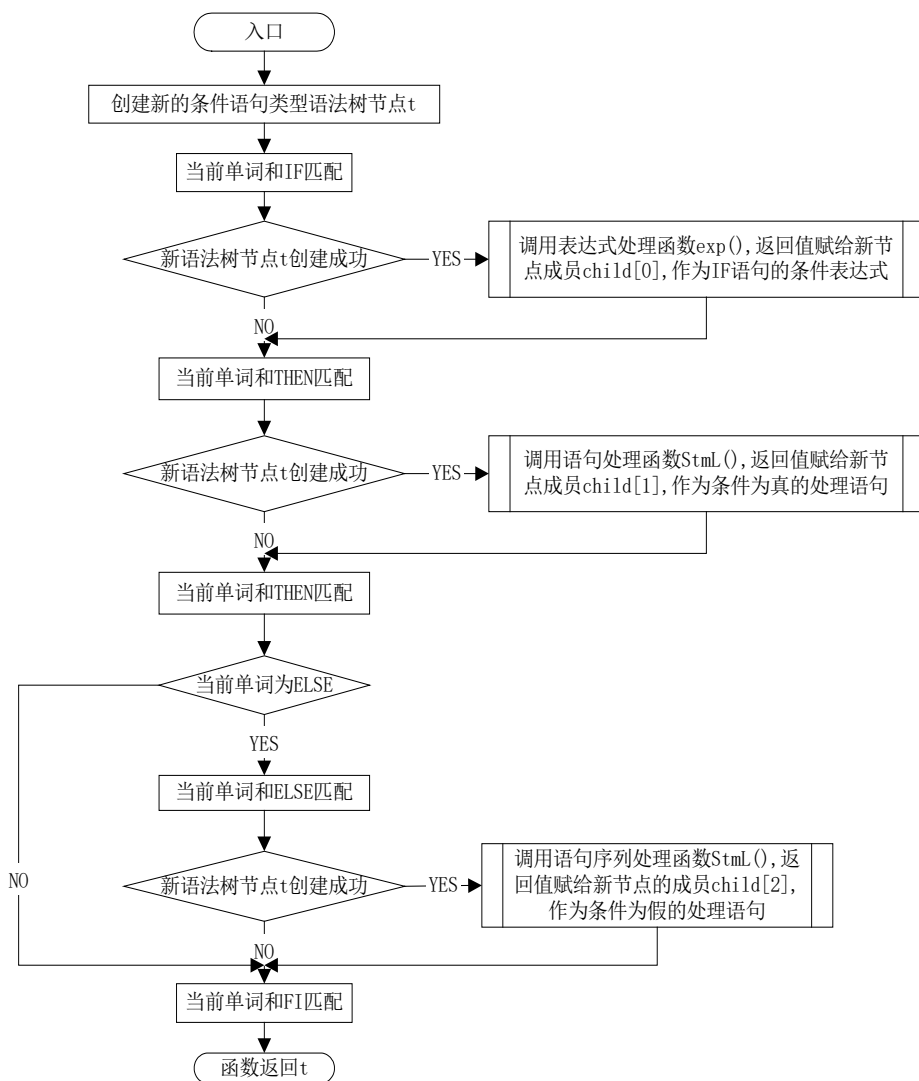 入口
创建新的条件语句类型语法树节点t
当前单词和IF匹配
新语法树节点t创建成功
YES
调用表达式处理函数exp(),返回值赋给新节
点成员child[0],作为IF语句的条件表达式
NO
当前单词和THEN匹配
新语法树节点t创建成功
YES
调用语句处理函数StmL(),返回值赋给新节
点成员child[1],作为条件为真的处理语句
NO
当前单词和THEN匹配
当前单词为ELSE
YES
当前单词和ELSE匹配
NO
新语法树节点t创建成功
YES
调用语句序列处理函数StmL(),返
回值赋给新节点的成员child[2],
作为条件为假的处理语句
NO
当前单词和FI匹配
函数返回t